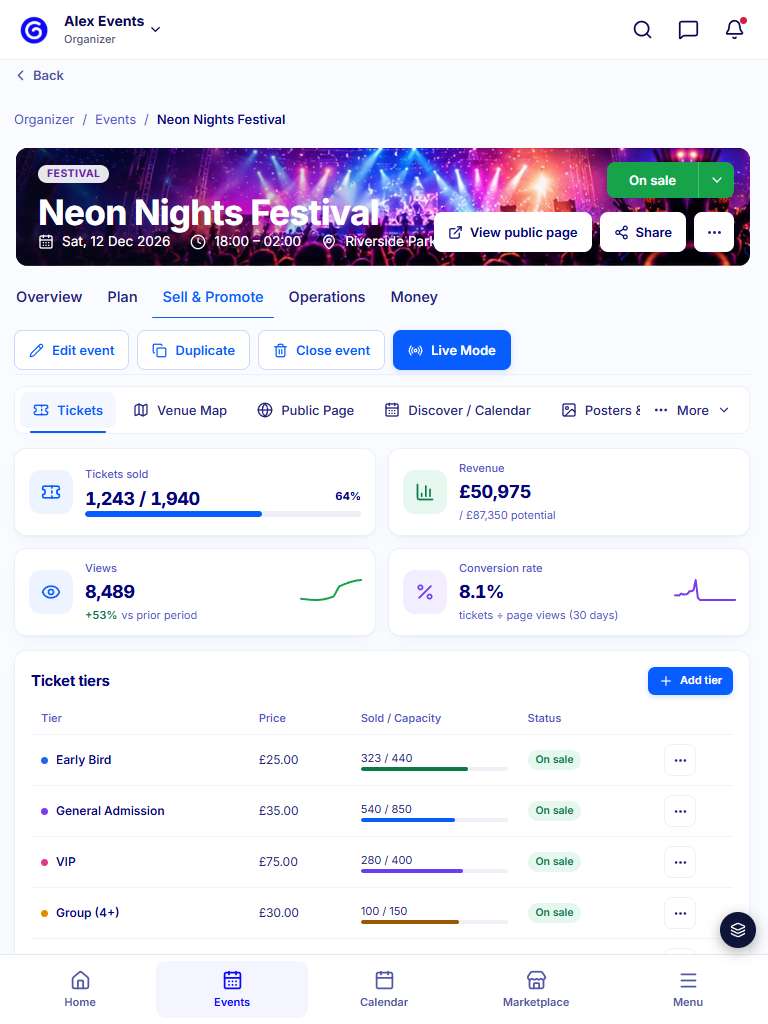 Alex Events
Organizer
Back
Organizer / Events / Neon Nights Festival
FESTIVAL
On sale
Neon Nights Festival
Sat, 12 Dec 2026 18:00 – 02:00 Riverside Park
View public page Share
Overview Plan Sell & Promote Operations Money
Edit event Duplicate Close event Live Mode
Tickets Venue Map Public Page Discover / Calendar Posters & More
Tickets sold
1,243 / 1,940 64%
Revenue
£50,975
/ £87,350 potential
Views
8,489
+53% vs prior period
Conversion rate
8.1%
tickets ÷ page views (30 days)
Ticket tiers Add tier
Tier Price Sold / Capacity Status
Early Bird £25.00 323 / 440 On sale
General Admission £35.00 540 / 850 On sale
VIP £75.00 280 / 400 On sale
Group (4+) £30.00 100 / 150 On sale
Home Events Calendar Marketplace Menu